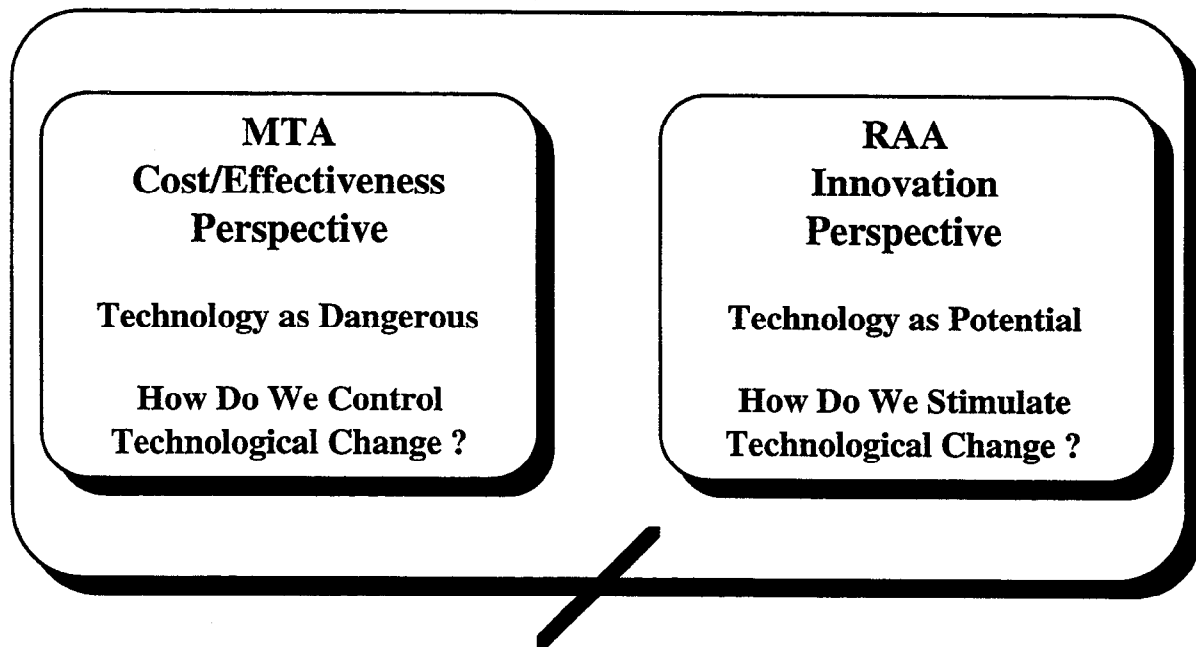 MTA
Cost/Effectiveness
Perspective
Technology as Dangerous
How Do We Control
Technological Change ?
RAA
Innovation
Perspective
Technology as Potential
How Do We Stimulate
Technological Change ?